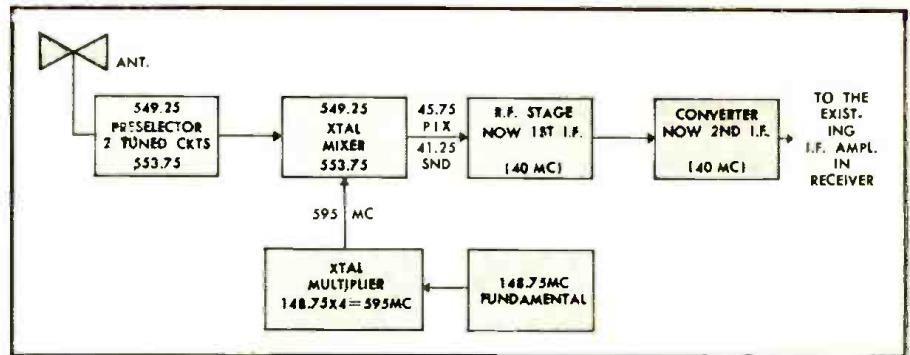 ANT.
549.25
PRESELECTOR
2 TUNED CKTS
553.75
549.25
XTAL
MIXER
553.75
45.75
PIX
41.25
SND
R.F. STAGE
NOW 1ST I.F.
(40 MC)
CONVERTER
NOW 2ND I.F.
(40 MC)
TO THE
EXIST-
ING
I.F. AMPL.
IN
RECEIVER
595 MC
XTAL
MULTIPLIER
148.75X4=595MC
148.75MC
FUNDAMENTAL